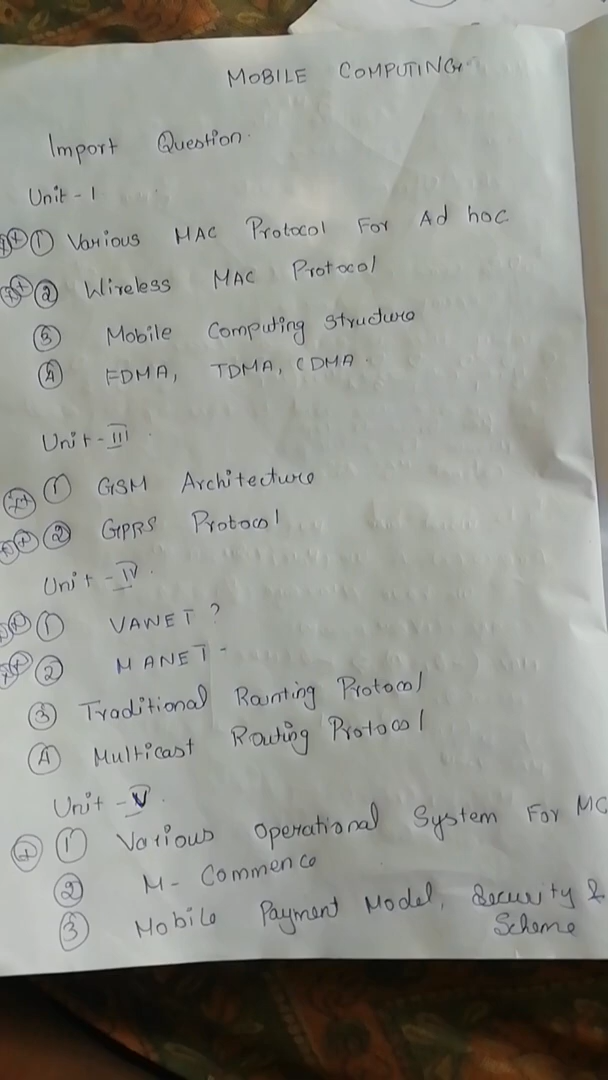 MOBILE COMPUTING
Import Question.
Unit - I
① Various MAC Protocol For Ad hoc
② Wireless MAC Protocol
③ Mobile Computing Structure
④ FDMA, TDMA, CDMA.
Unit - III.
① GSM Architecture
② GPRS Protocol
Unit - IV.
① VANET ?
② MANET -
③ Traditional Rounting Protocol
④ Multicast Routing Protocol
Unit - V.
① Various Operational System For MC
② M - Commence
③ Mobile Payment Model, Security &
Scheme